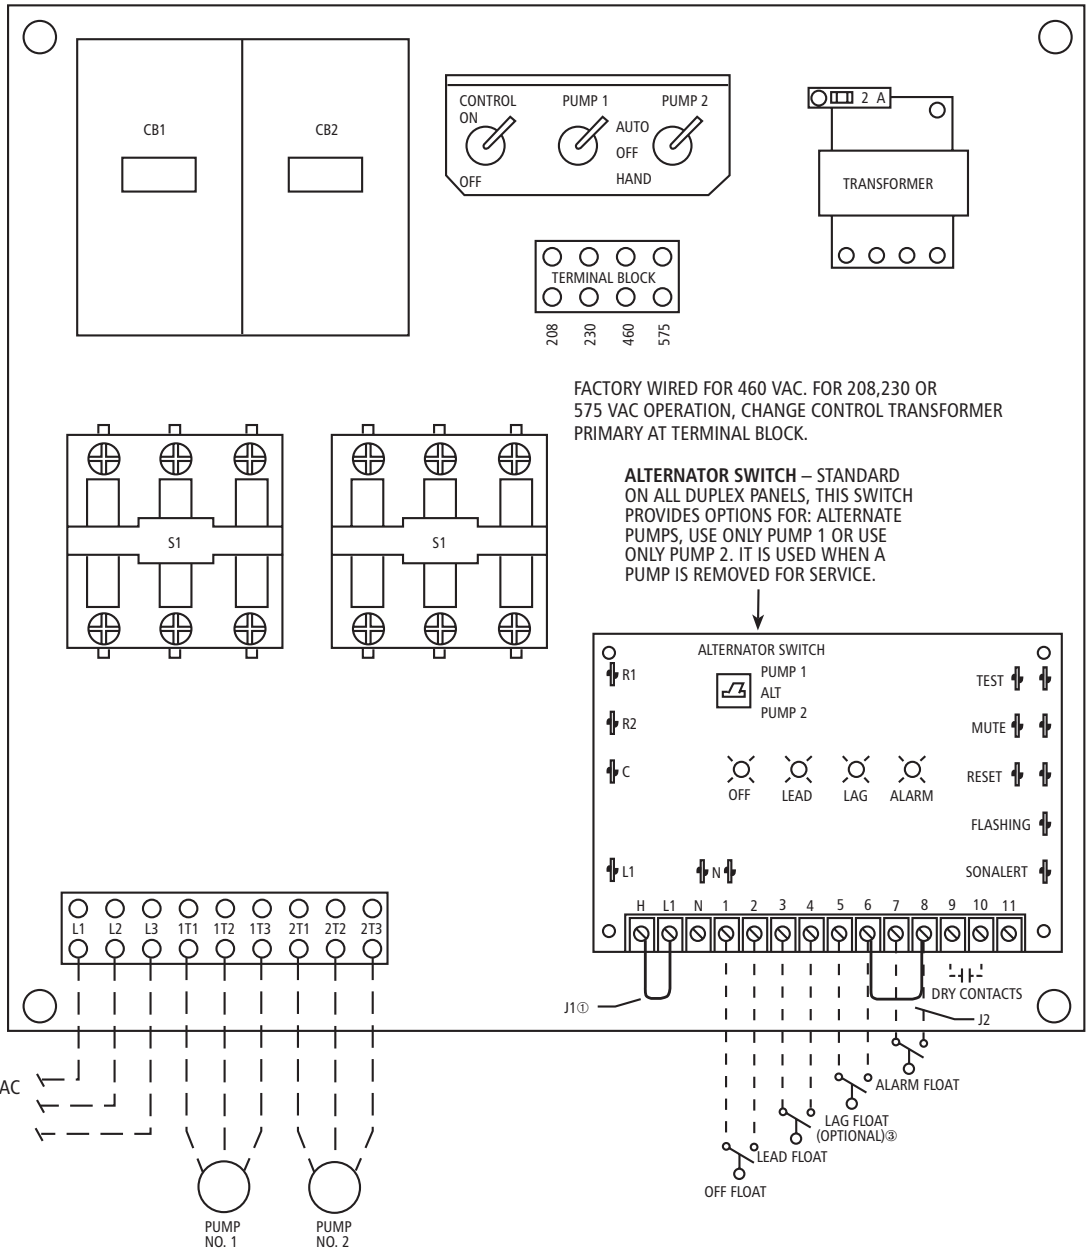 CB1
CB2
CONTROL
ON
OFF
PUMP 1
PUMP 2
AUTO
OFF
HAND
2 A
TRANSFORMER
TERMINAL BLOCK
208
230
460
575
FACTORY WIRED FOR 460 VAC. FOR 208,230 OR
575 VAC OPERATION, CHANGE CONTROL TRANSFORMER
PRIMARY AT TERMINAL BLOCK.
ALTERNATOR SWITCH – STANDARD
ON ALL DUPLEX PANELS, THIS SWITCH
PROVIDES OPTIONS FOR: ALTERNATE
PUMPS, USE ONLY PUMP 1 OR USE
ONLY PUMP 2. IT IS USED WHEN A
PUMP IS REMOVED FOR SERVICE.
S1
S1
ALTERNATOR SWITCH
PUMP 1
ALT
PUMP 2
R1
R2
C
L1
N
TEST
MUTE
RESET
FLASHING
SONALERT
OFF
LEAD
LAG
ALARM
H L1 N 1 2 3 4 5 6 7 8 9 10 11
DRY CONTACTS
J1①
J2
L1 L2 L3 1T1 1T2 1T3 2T1 2T2 2T3
AC
ALARM FLOAT
LAG FLOAT
(OPTIONAL)③
LEAD FLOAT
OFF FLOAT
PUMP
NO. 1
PUMP
NO. 2